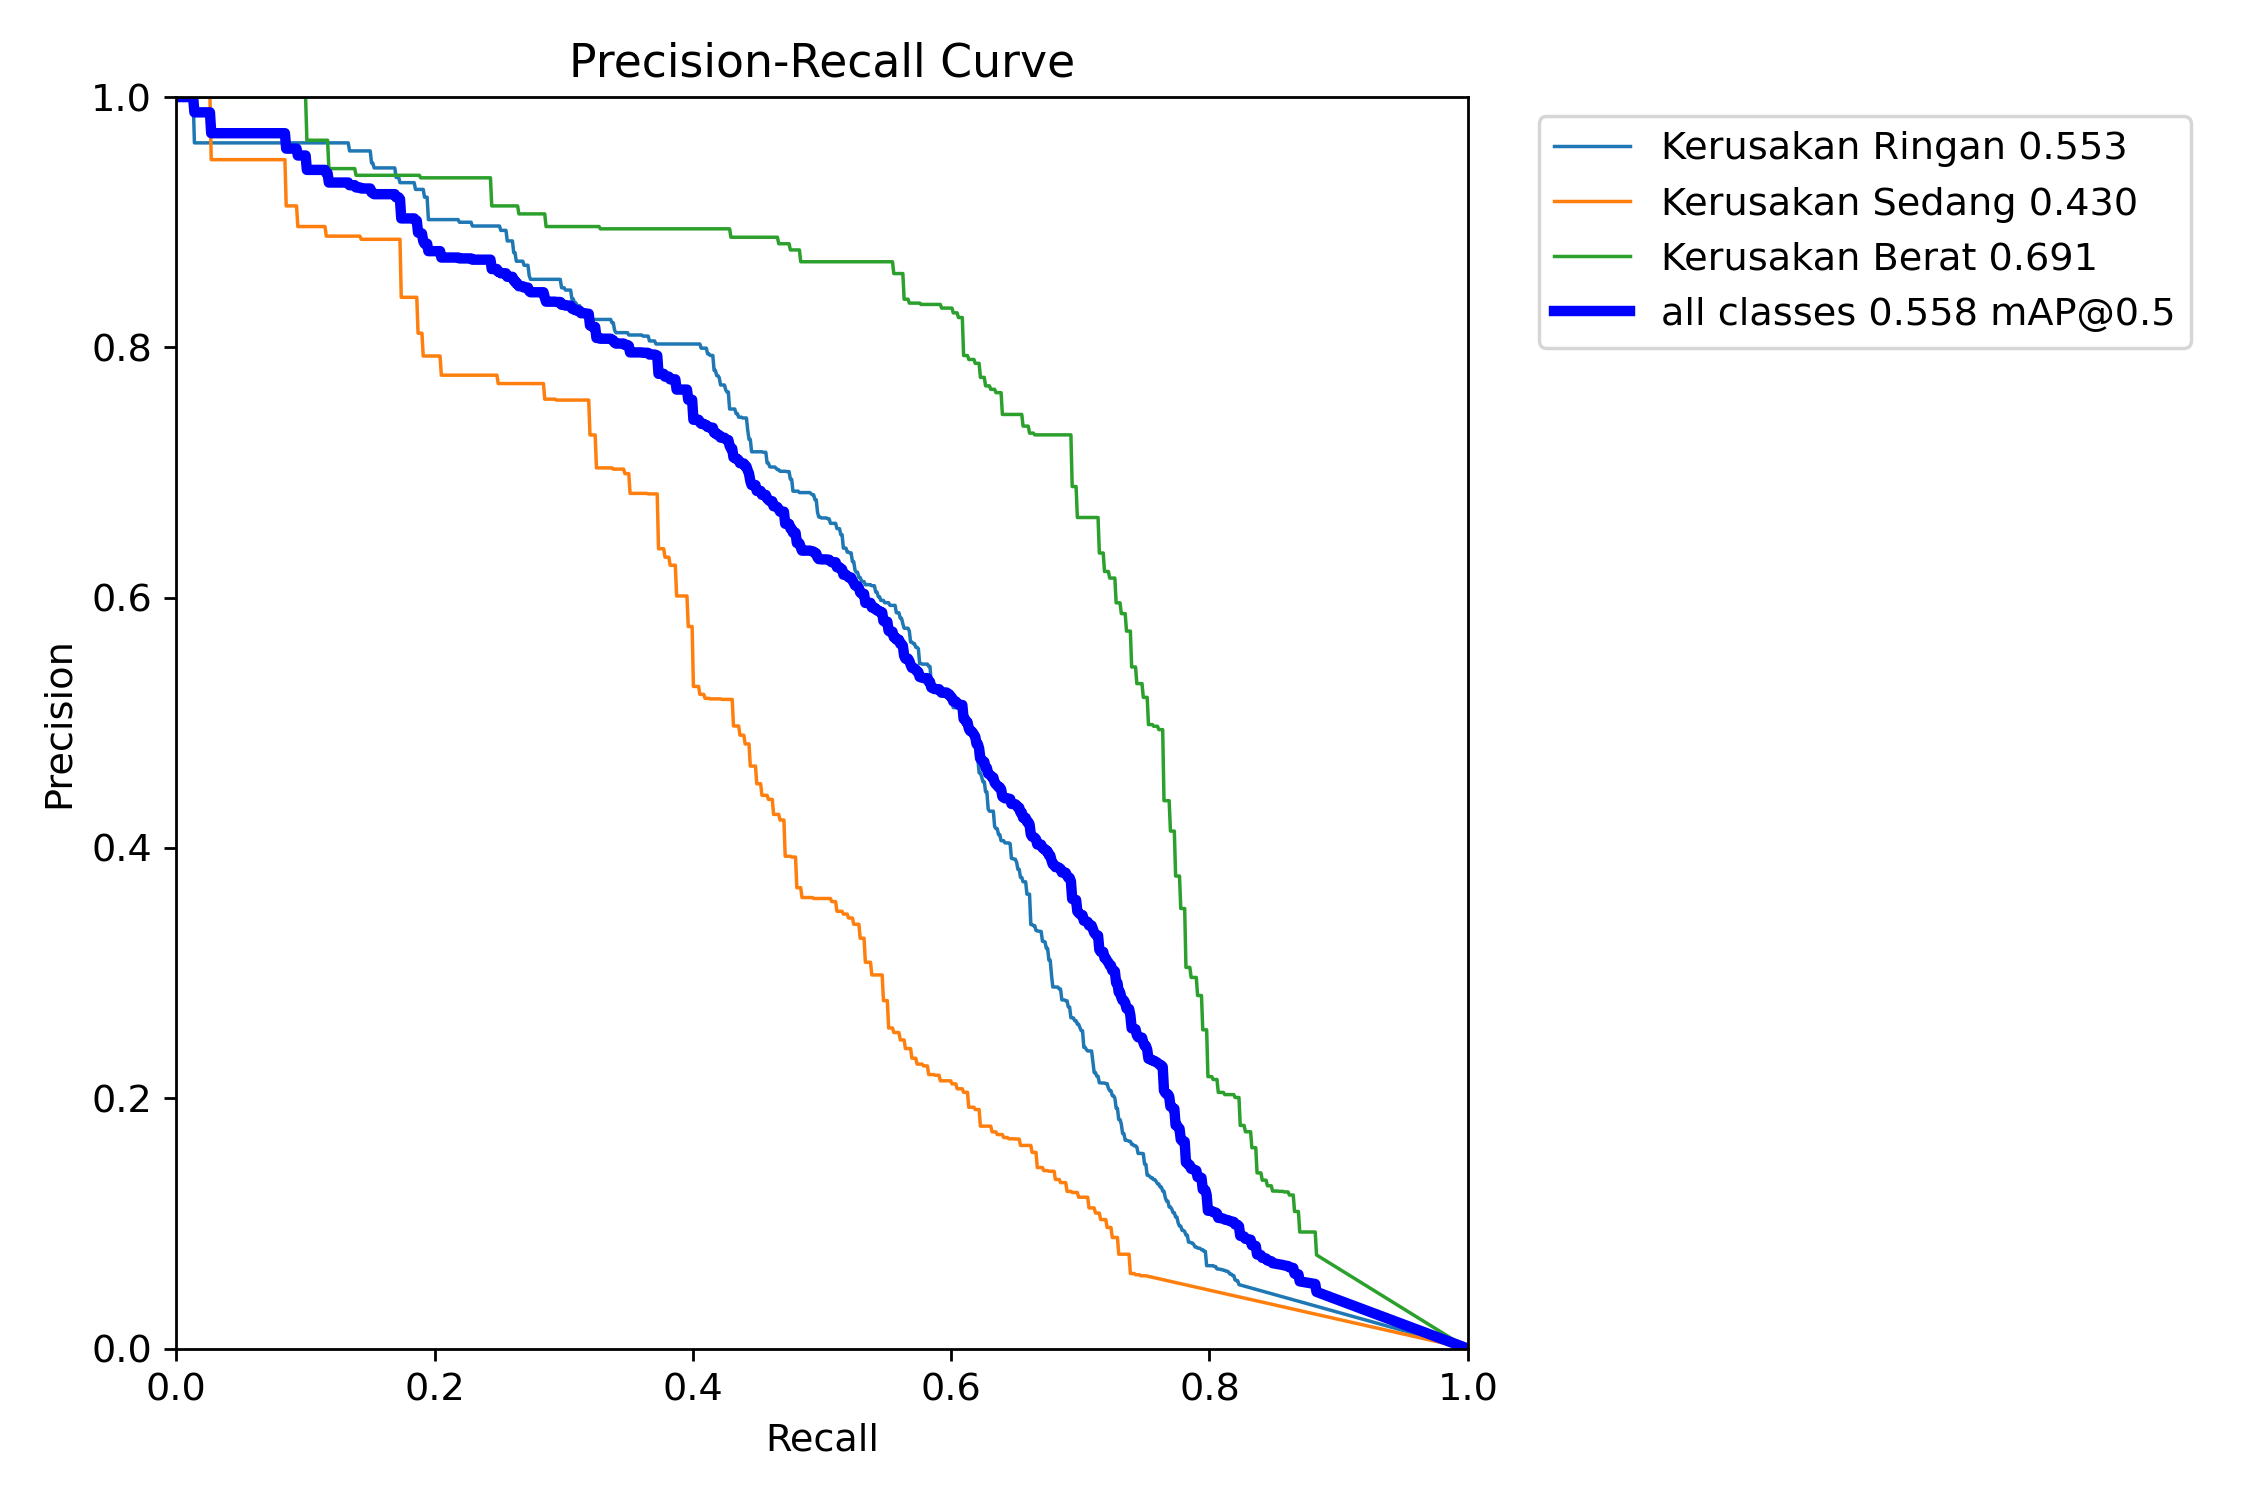 Precision-Recall Curve
Kerusakan Ringan 0.553
Kerusakan Sedang 0.430
Kerusakan Berat 0.691
all classes 0.558 mAP@0.5
1.0
0.8
0.6
0.4
0.2
0.0
Precision
0.0 0.2 0.4 0.6 0.8 1.0
Recall